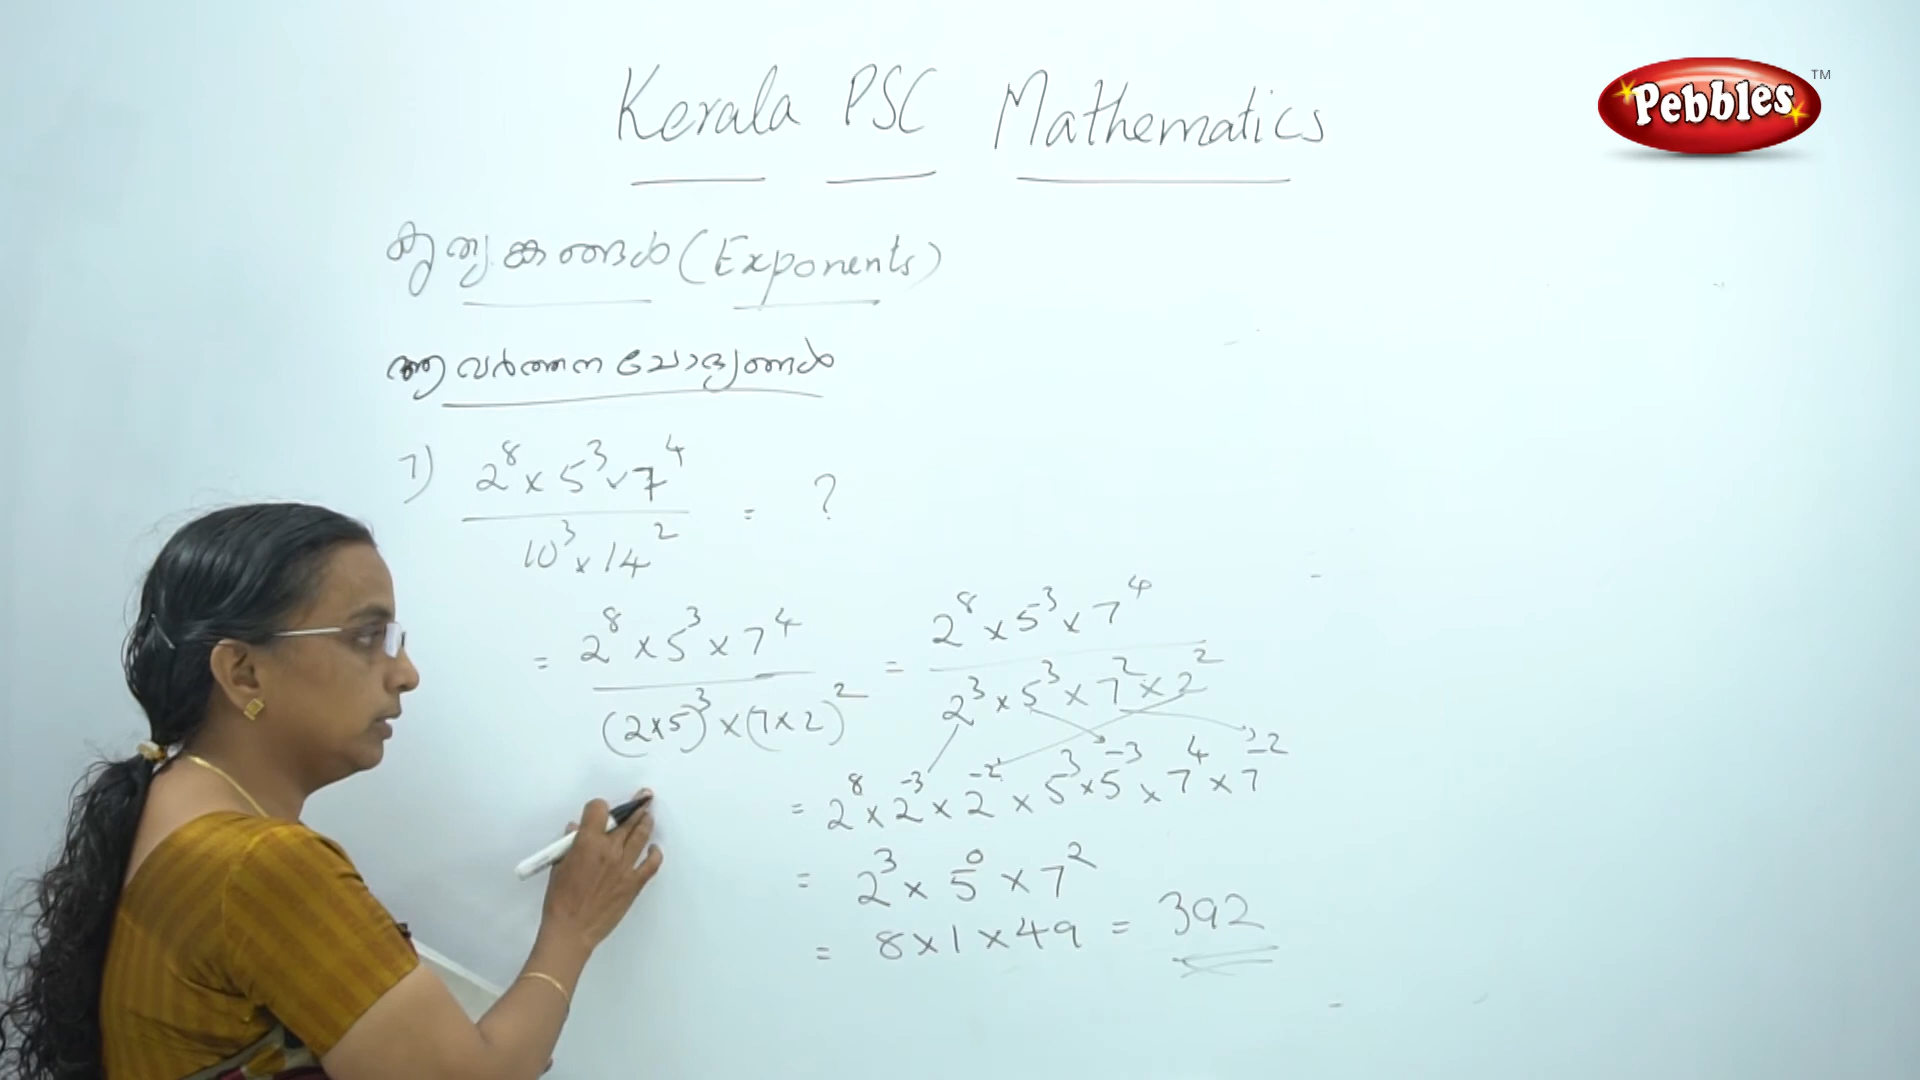 Kerala PSC Mathematics
Pebbles TM
കൃത്യങ്കങ്ങൾ (Exponents)
ആവർത്തന ചോദ്യങ്ങൾ
7) 2⁸ × 5³ × 7⁴ / 10³ × 14² = ?
= 2⁸ × 5³ × 7⁴ / (2×5)³ × (7×2)² = 2⁸ × 5³ × 7⁴ / 2³ × 5³ × 7² × 2²
= 2⁸ × 2⁻³ × 2⁻² × 5³ × 5⁻³ × 7⁴ × 7⁻²
= 2³ × 5⁰ × 7²
= 8 × 1 × 49 = 392